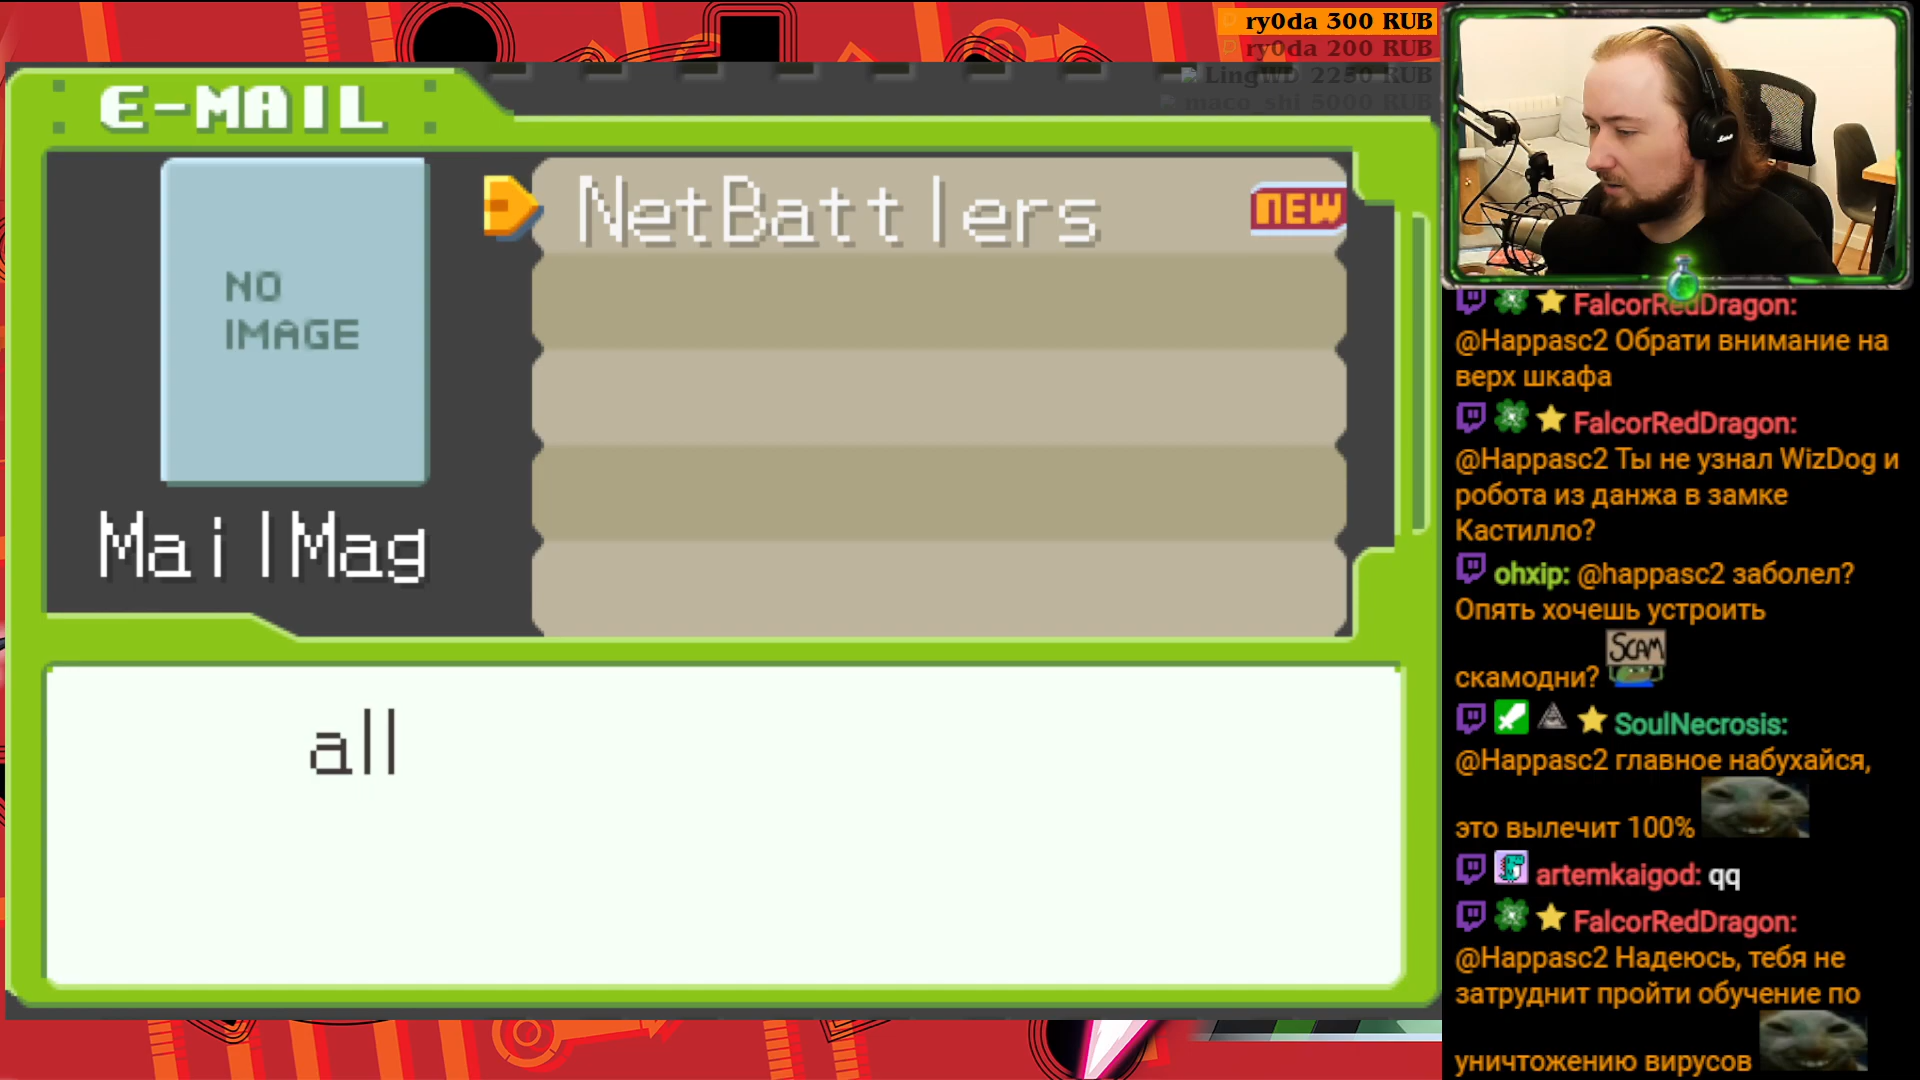 ry0da 300 RUB
ry0da 200 RUB
LingWD 2250 RUB
maco_shi 5000 RUB
E-MAIL
NO
IMAGE
MailMag
NetBattlers
NEW
all
FalcorRedDragon:
@Happasc2 Обрати внимание на
верх шкафа
FalcorRedDragon:
@Happasc2 Ты не узнал WizDog и
робота из данжа в замке
Кастилло?
ohxip: @happasc2 заболел?
Опять хочешь устроить
SCAM
скамодни?
SoulNecrosis:
@Happasc2 главное набухайся,
это вылечит 100%
artemkaigod: qq
FalcorRedDragon:
@Happasc2 Надеюсь, тебя не
затруднит пройти обучение по
уничтожению вирусов